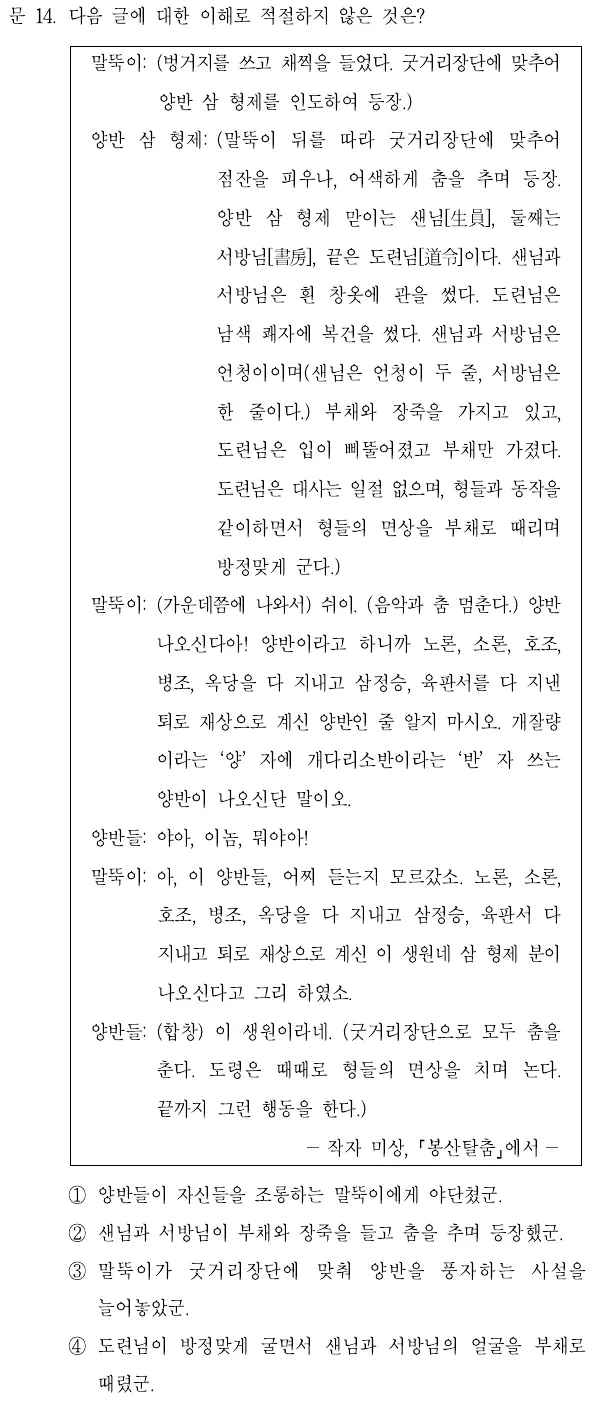 문 14. 다음 글에 대한 이해로 적절하지 않은 것은?
말뚝이: (벙거지를 쓰고 채찍을 들었다. 굿거리장단에 맞추어
양반 삼 형제를 인도하여 등장.)
양반 삼 형제: (말뚝이 뒤를 따라 굿거리장단에 맞추어
점잔을 피우나, 어색하게 춤을 추며 등장.
양반 삼 형제 맏이는 샌님[生員], 둘째는
서방님[書房], 끝은 도련님[道令]이다. 샌님과
서방님은 흰 창옷에 관을 썼다. 도련님은
남색 쾌자에 복건을 썼다. 샌님과 서방님은
언청이이며(샌님은 언청이 두 줄, 서방님은
한 줄이다.) 부채와 장죽을 가지고 있고,
도련님은 입이 삐뚤어졌고 부채만 가졌다.
도련님은 대사는 일절 없으며, 형들과 동작을
같이하면서 형들의 면상을 부채로 때리며
방정맞게 군다.)
말뚝이: (가운데쯤에 나와서) 쉬이. (음악과 춤 멈춘다.) 양반
나오신다아! 양반이라고 하니까 노론, 소론, 호조,
병조, 옥당을 다 지내고 삼정승, 육판서를 다 지낸
퇴로 재상으로 계신 양반인 줄 알지 마시오. 개잘량
이라는 ‘양’ 자에 개다리소반이라는 ‘반’ 자 쓰는
양반이 나오신단 말이오.
양반들: 야아, 이놈, 뭐야아!
말뚝이: 아, 이 양반들, 어찌 듣는지 모르갔소. 노론, 소론,
호조, 병조, 옥당을 다 지내고 삼정승, 육판서 다
지내고 퇴로 재상으로 계신 이 생원네 삼 형제 분이
나오신다고 그리 하였소.
양반들: (합창) 이 생원이라네. (굿거리장단으로 모두 춤을
춘다. 도령은 때때로 형들의 면상을 치며 논다.
끝까지 그런 행동을 한다.)
– 작자 미상, 「봉산탈춤」에서 –
① 양반들이 자신들을 조롱하는 말뚝이에게 야단쳤군.
② 샌님과 서방님이 부채와 장죽을 들고 춤을 추며 등장했군.
③ 말뚝이가 굿거리장단에 맞춰 양반을 풍자하는 사설을
늘어놓았군.
④ 도련님이 방정맞게 굴면서 샌님과 서방님의 얼굴을 부채로
때렸군.